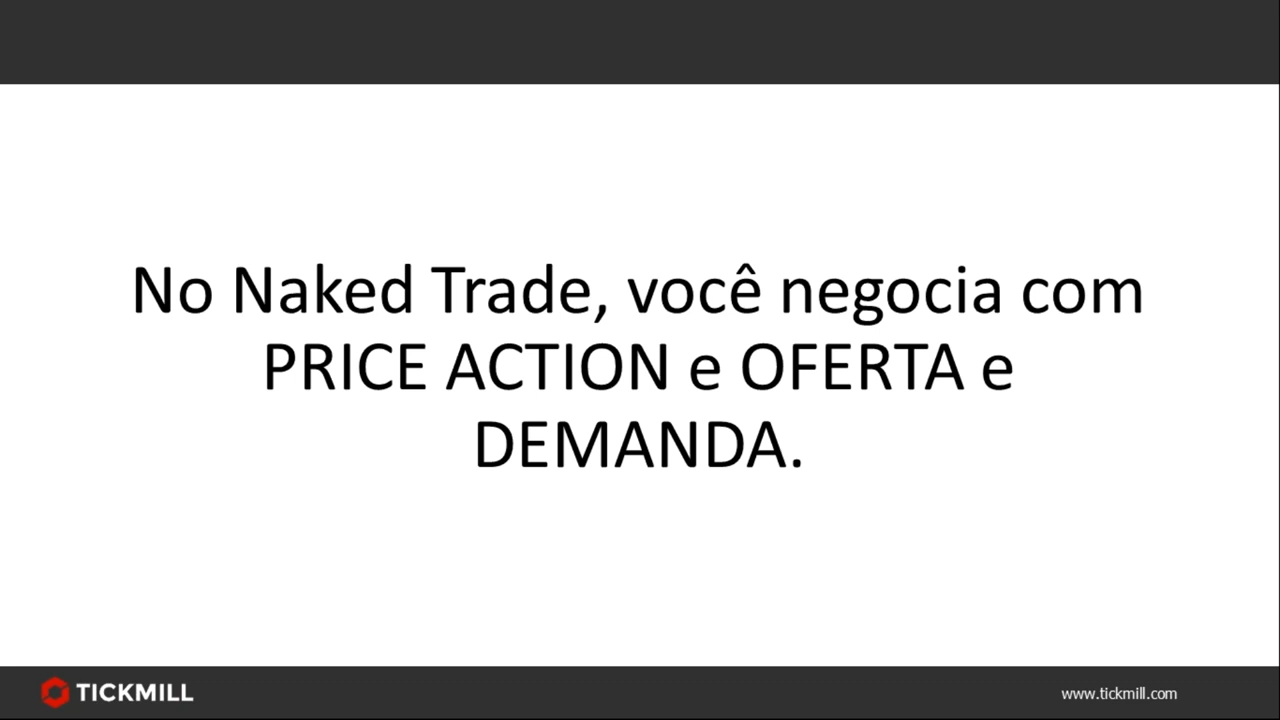 No Naked Trade, você negocia com
PRICE ACTION e OFERTA e
DEMANDA.
TICKMILL
www.tickmill.com